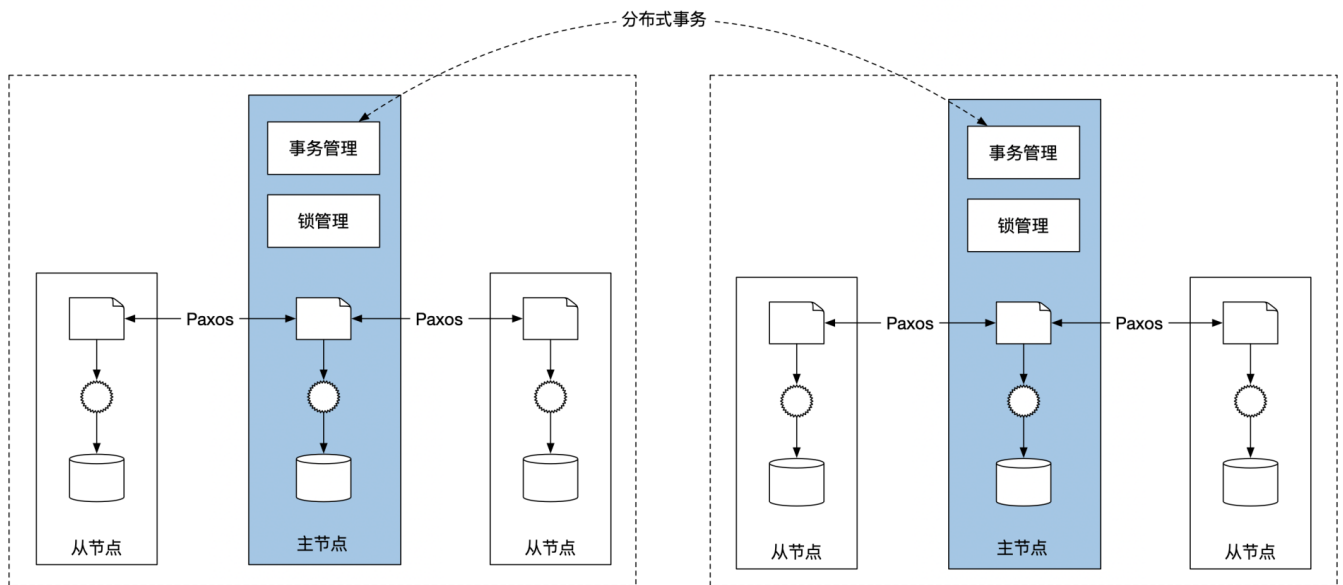 分布式事务
事务管理
锁管理
Paxos
Paxos
从节点
主节点
从节点
事务管理
锁管理
Paxos
Paxos
从节点
主节点
从节点